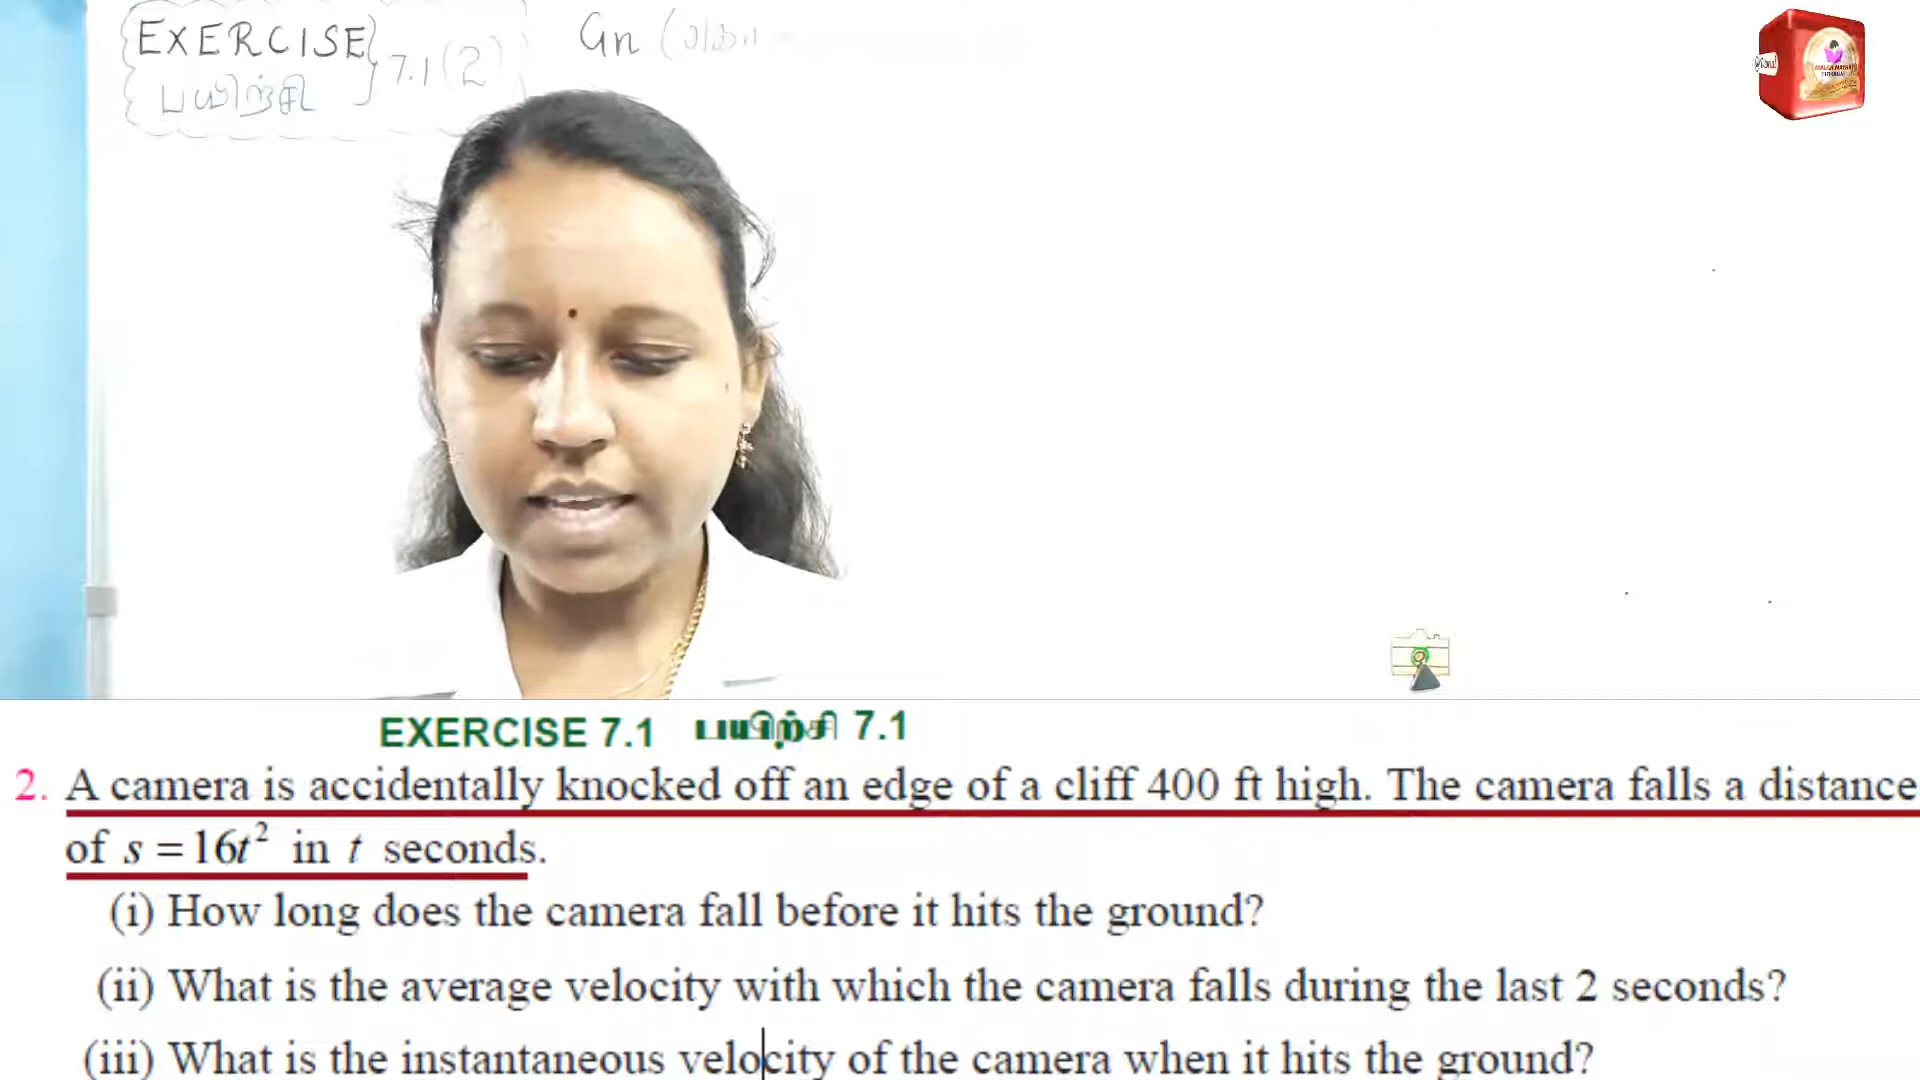 EXERCISE
பயிற்சி } 7.1 (2)
Gn
EXERCISE 7.1 பயிற்சி 7.1
2. A camera is accidentally knocked off an edge of a cliff 400 ft high. The camera falls a distance
of s = 16t² in t seconds.
(i) How long does the camera fall before it hits the ground?
(ii) What is the average velocity with which the camera falls during the last 2 seconds?
(iii) What is the instantaneous velocity of the camera when it hits the ground?